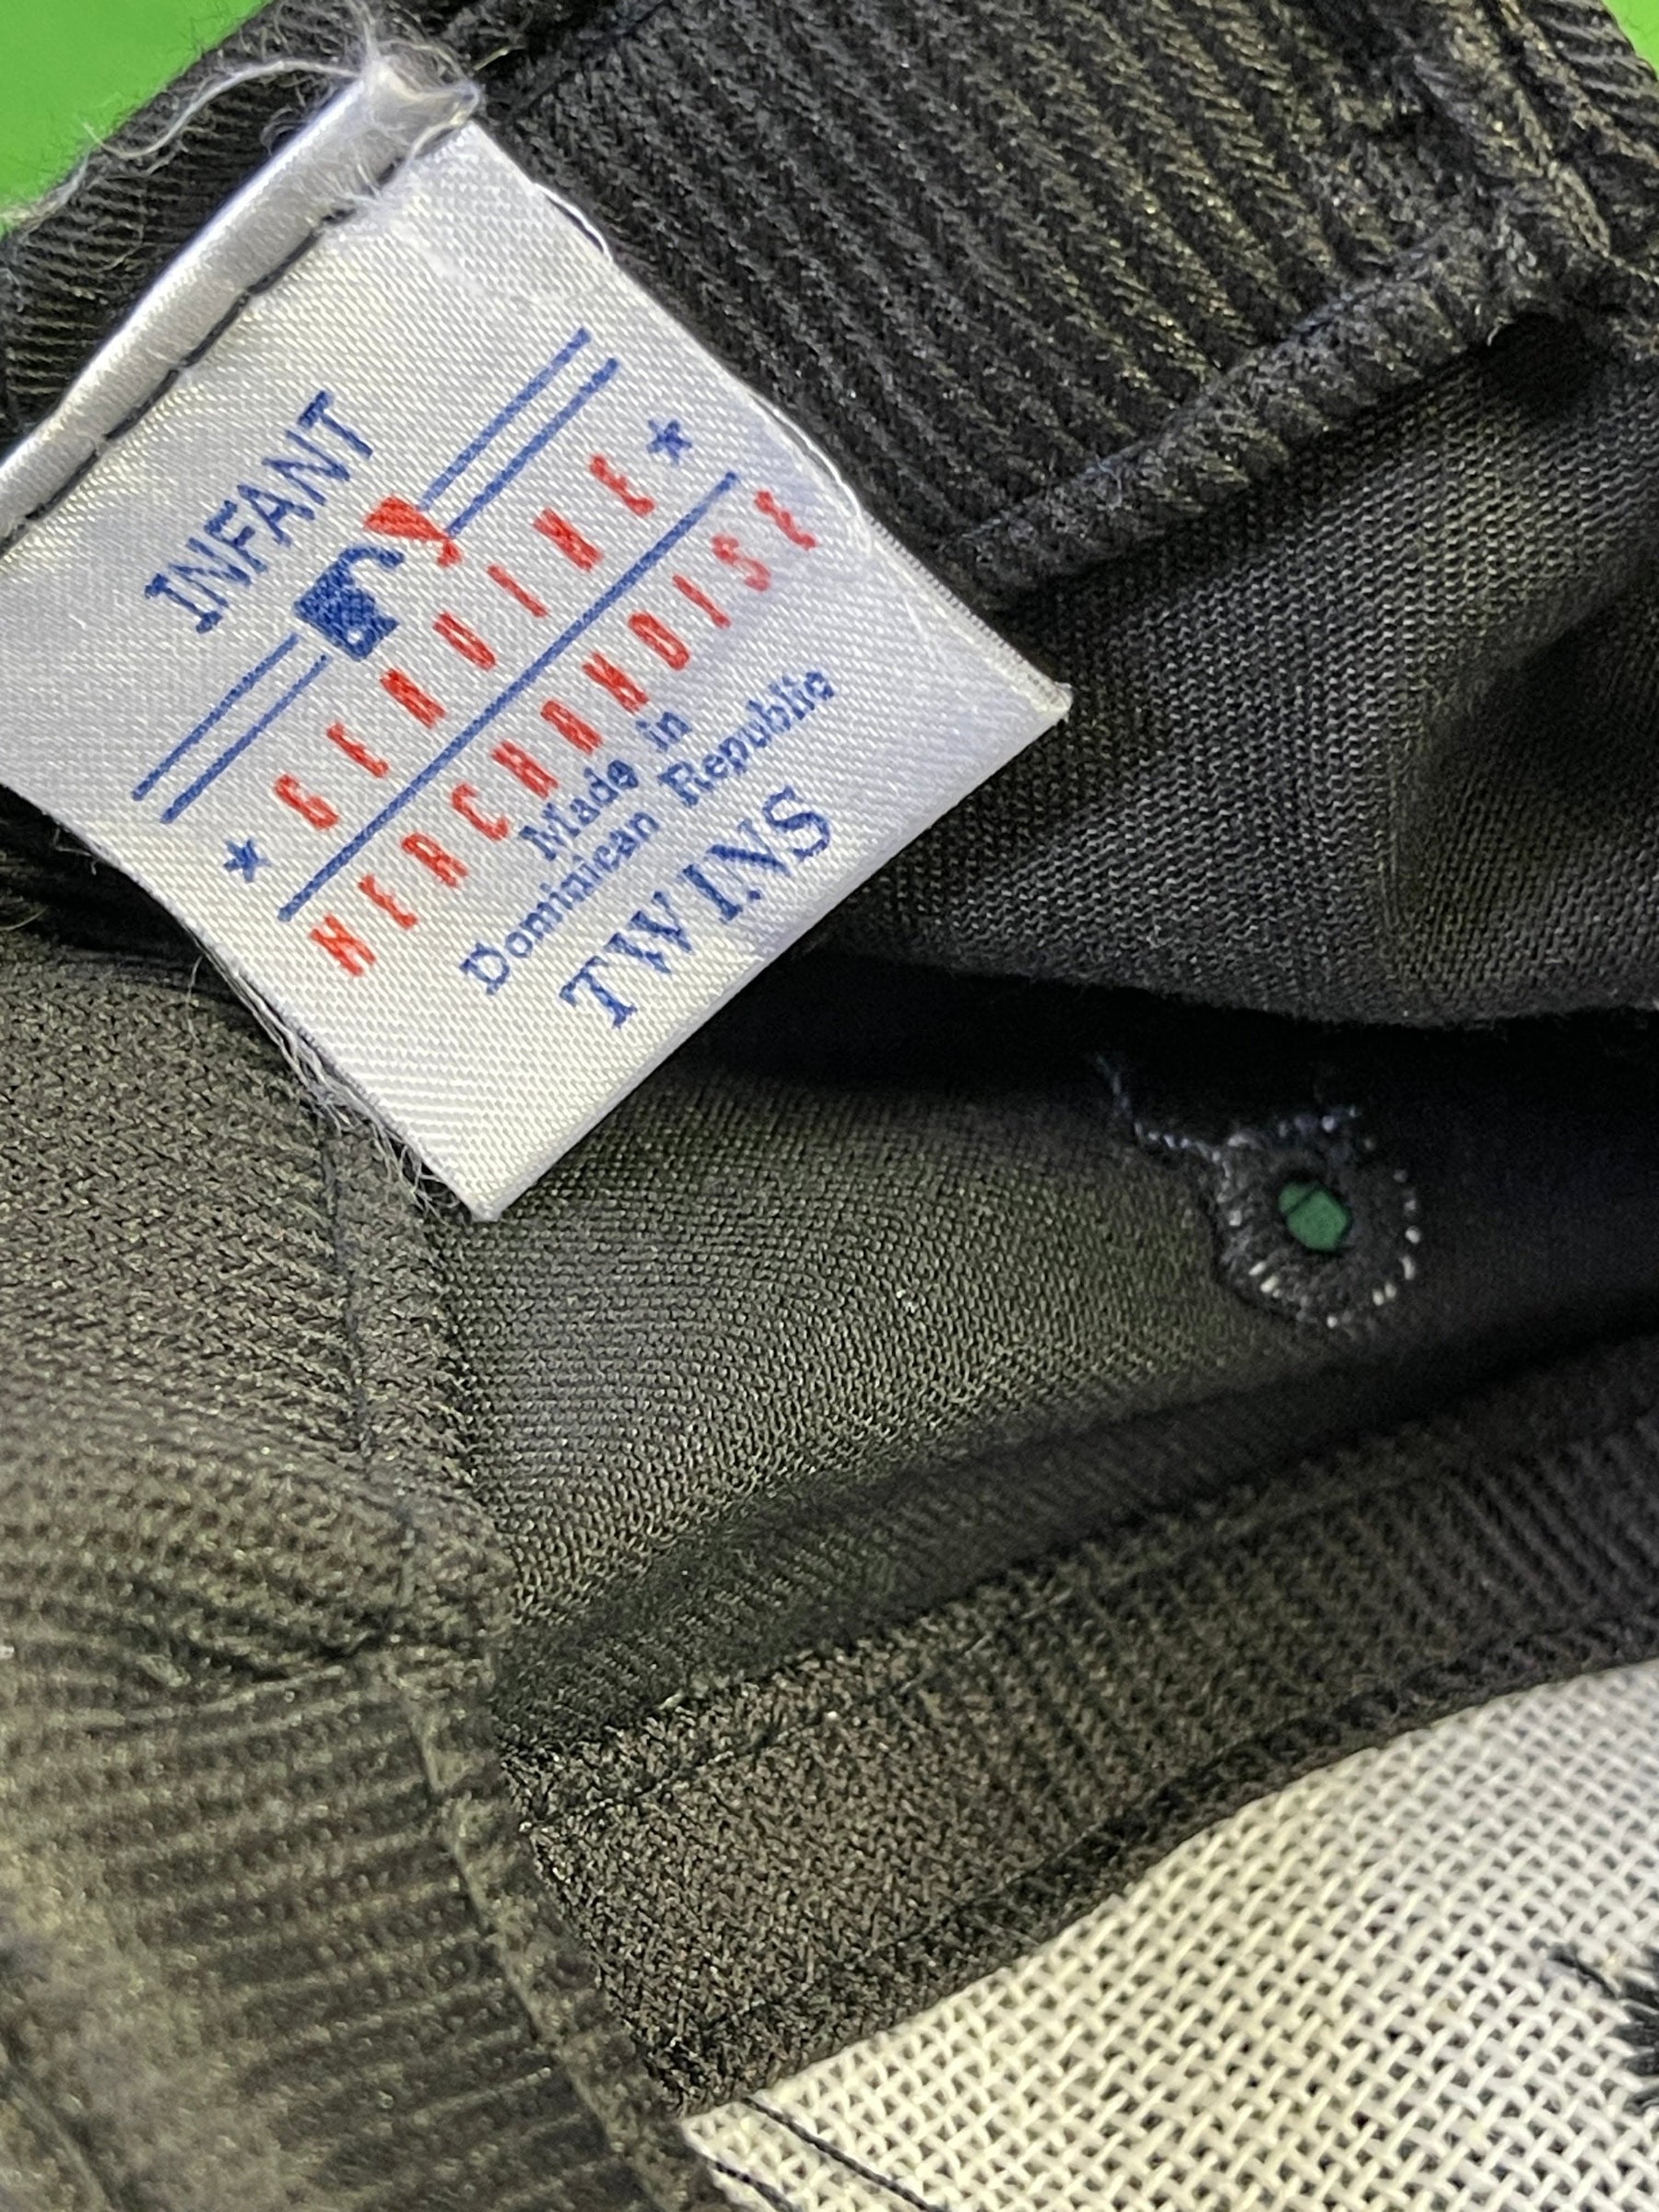 INFANT
GENUINE
MERCHANDISE
Made in
Dominican Republic
TWINS